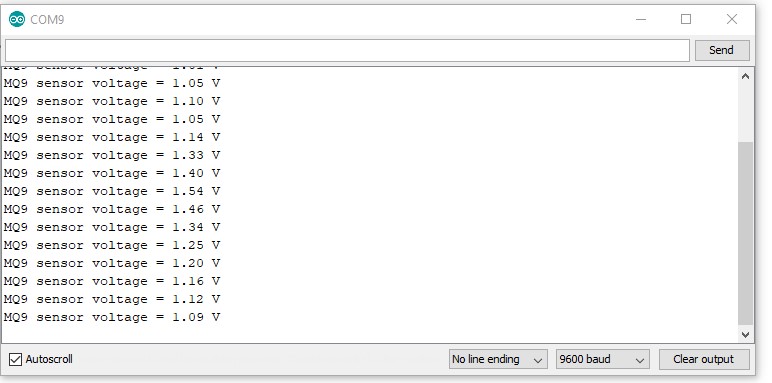 COM9
Send
MQ9 sensor voltage = 1.05 V
MQ9 sensor voltage = 1.10 V
MQ9 sensor voltage = 1.05 V
MQ9 sensor voltage = 1.14 V
MQ9 sensor voltage = 1.33 V
MQ9 sensor voltage = 1.40 V
MQ9 sensor voltage = 1.54 V
MQ9 sensor voltage = 1.46 V
MQ9 sensor voltage = 1.34 V
MQ9 sensor voltage = 1.25 V
MQ9 sensor voltage = 1.20 V
MQ9 sensor voltage = 1.16 V
MQ9 sensor voltage = 1.12 V
MQ9 sensor voltage = 1.09 V
Autoscroll No line ending 9600 baud Clear output